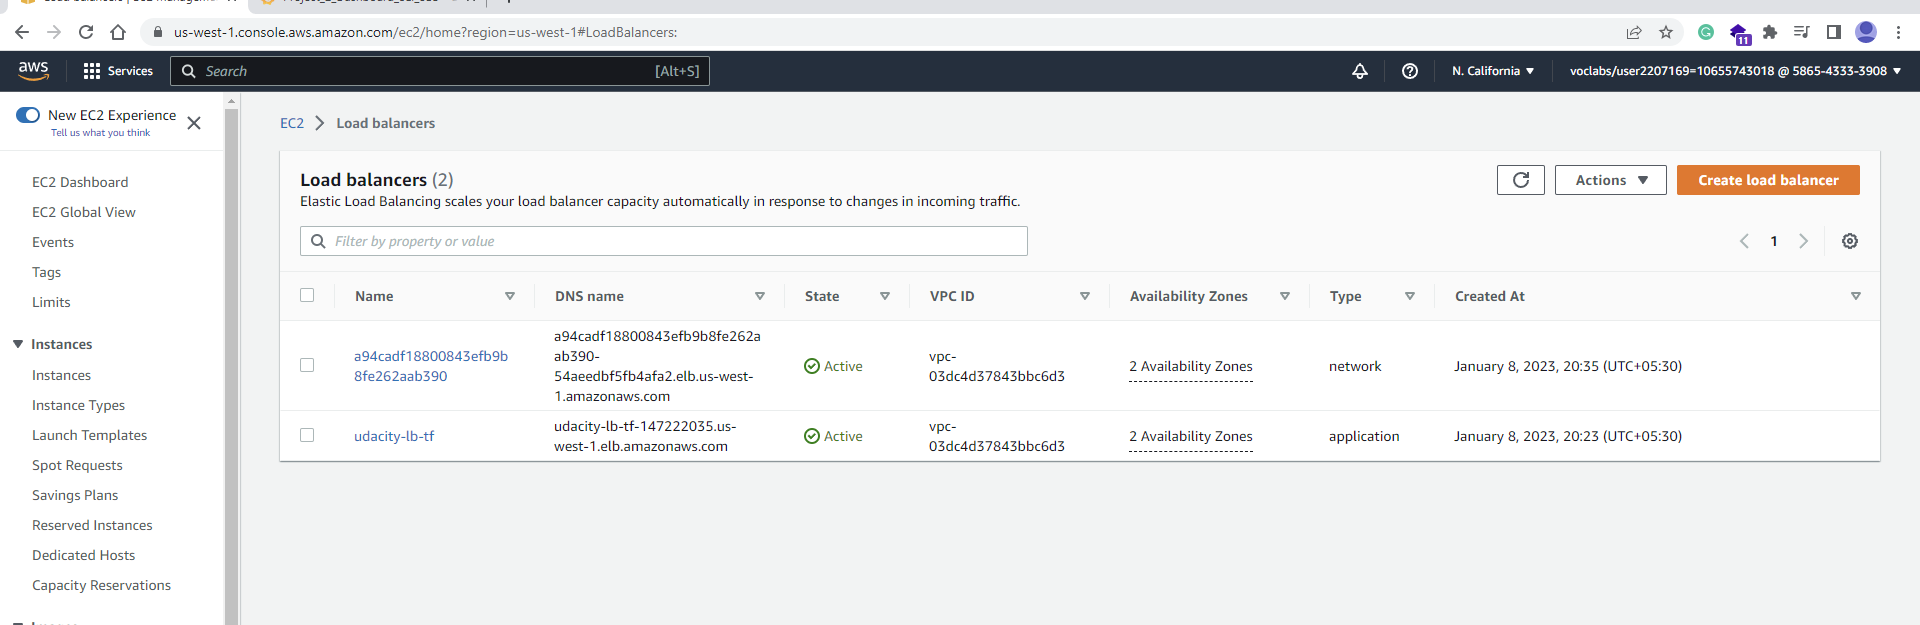 us-west-1.console.aws.amazon.com/ec2/home?region=us-west-1#LoadBalancers:
11
aws
Services
Search
[Alt+S]
N. California
voclabs/user2207169=10655743018 @ 5865-4333-3908
New EC2 Experience
Tell us what you think
EC2 Dashboard
EC2 Global View
Events
Tags
Limits
Instances
Instances
Instance Types
Launch Templates
Spot Requests
Savings Plans
Reserved Instances
Dedicated Hosts
Capacity Reservations
EC2
Load balancers
Load balancers (2)
Elastic Load Balancing scales your load balancer capacity automatically in response to changes in incoming traffic.
Actions
Create load balancer
Filter by property or value
1
Name
DNS name
State
VPC ID
Availability Zones
Type
Created At
a94cadf18800843efb9b
8fe262aab390
a94cadf18800843efb9b8fe262a
ab390-
54aeedbf5fb4afa2.elb.us-west-
1.amazonaws.com
Active
vpc-
03dc4d37843bbc6d3
2 Availability Zones
network
January 8, 2023, 20:35 (UTC+05:30)
udacity-lb-tf
udacity-lb-tf-147222035.us-
west-1.elb.amazonaws.com
Active
vpc-
03dc4d37843bbc6d3
2 Availability Zones
application
January 8, 2023, 20:23 (UTC+05:30)